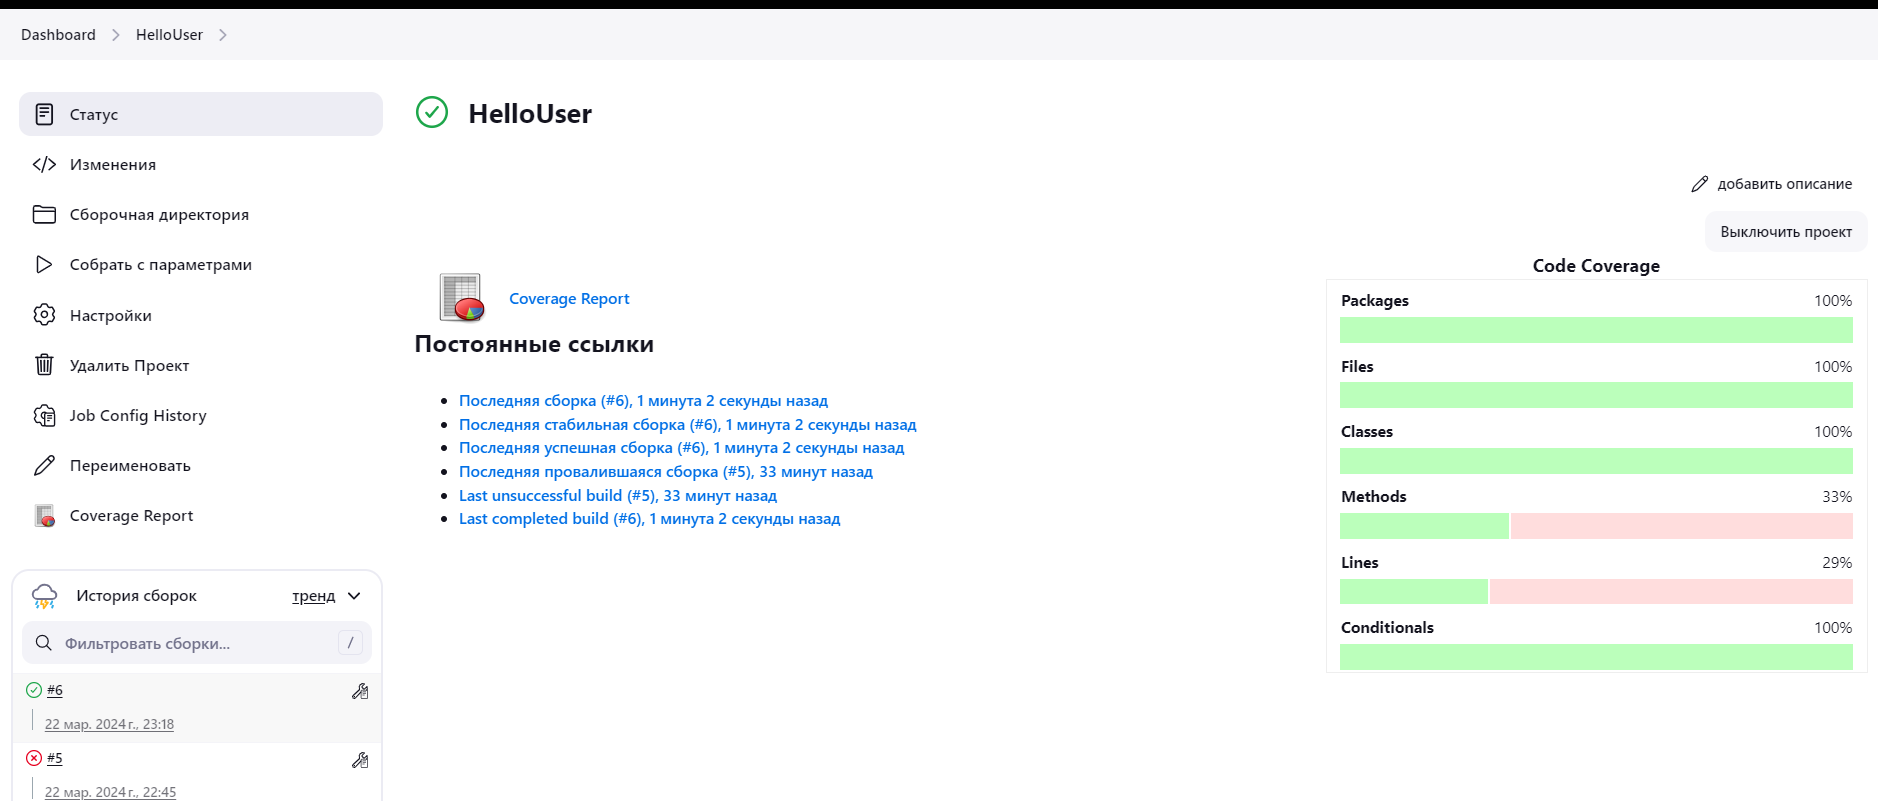 Dashboard HelloUser
Статус
Изменения
Сборочная директория
Собрать с параметрами
Настройки
Удалить Проект
Job Config History
Переименовать
Coverage Report
История сборок тренд
Фильтровать сборки... /
#6
22 мар. 2024 г., 23:18
#5
22 мар. 2024 г., 22:45
HelloUser
добавить описание
Выключить проект
Coverage Report
Постоянные ссылки
Последняя сборка (#6), 1 минута 2 секунды назад
Последняя стабильная сборка (#6), 1 минута 2 секунды назад
Последняя успешная сборка (#6), 1 минута 2 секунды назад
Последняя провалившаяся сборка (#5), 33 минут назад
Last unsuccessful build (#5), 33 минут назад
Last completed build (#6), 1 минута 2 секунды назад
Code Coverage
Packages 100%
Files 100%
Classes 100%
Methods 33%
Lines 29%
Conditionals 100%